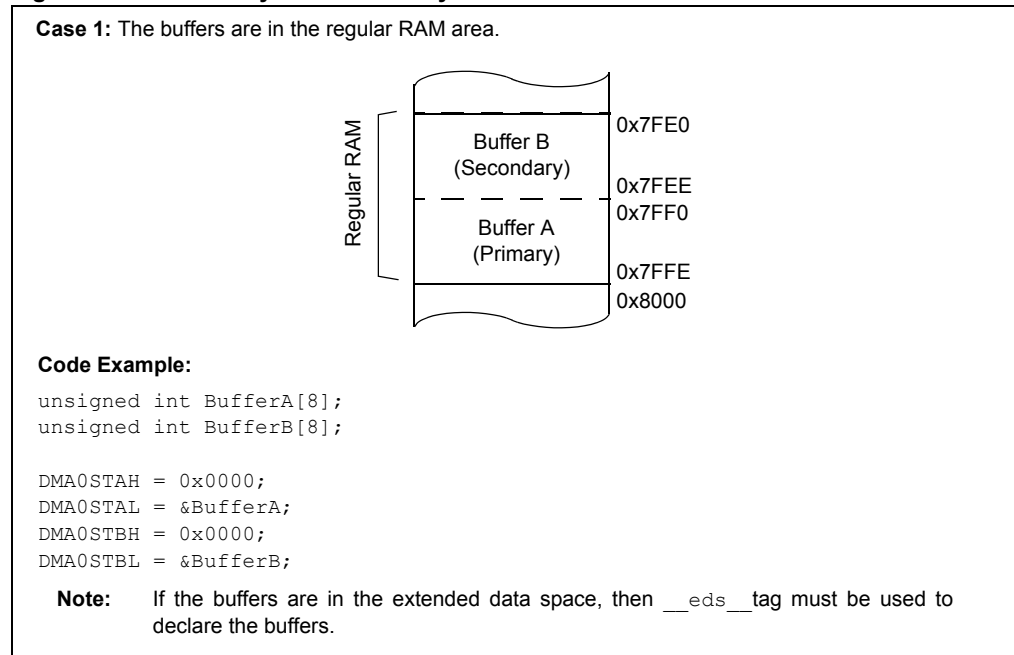 Case 1: The buffers are in the regular RAM area.
Regular RAM
Buffer B
(Secondary)
0x7FE0
0x7FEE
0x7FF0
Buffer A
(Primary)
0x7FFE
0x8000
Code Example:
unsigned int BufferA[8];
unsigned int BufferB[8];
DMA0STAH = 0x0000;
DMA0STAL = &BufferA;
DMA0STBH = 0x0000;
DMA0STBL = &BufferB;
Note: If the buffers are in the extended data space, then __eds__tag must be used to
declare the buffers.